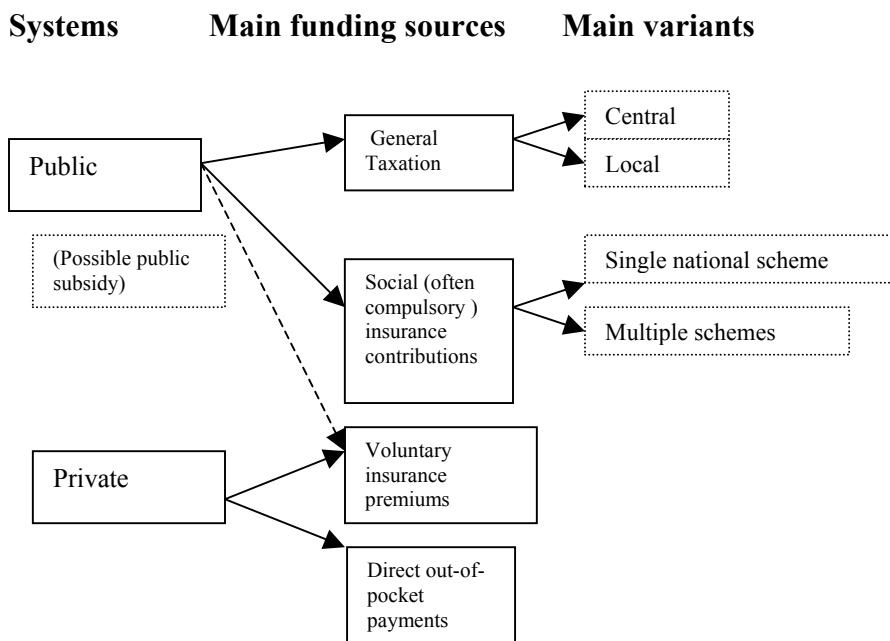 Systems Main funding sources Main variants
Public
(Possible public
subsidy)
Private
General
Taxation
Social (often
compulsory )
insurance
contributions
Voluntary
insurance
premiums
Direct out-of-
pocket
payments
Central
Local
Single national scheme
Multiple schemes